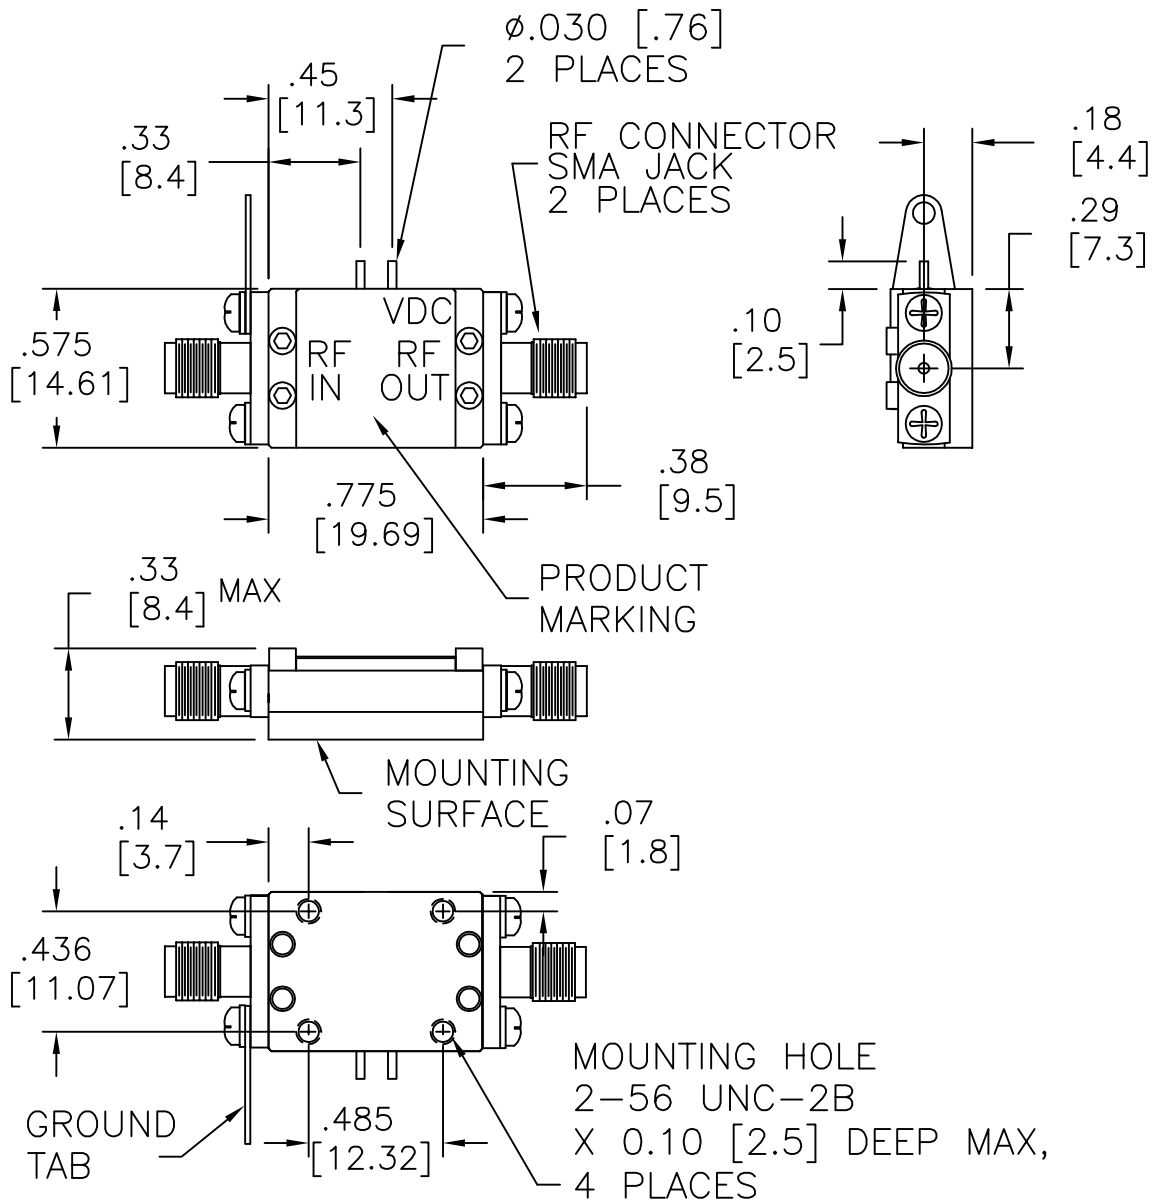 ø.030 [.76]
2 PLACES
.45
[11.3]
.33
[8.4]
RF CONNECTOR
SMA JACK
2 PLACES
.18
[4.4]
.29
[7.3]
.10
[2.5]
VDC
RF
IN
RF
OUT
.575
[14.61]
.38
[9.5]
.775
[19.69]
PRODUCT
MARKING
.33
[8.4] MAX
MOUNTING
SURFACE
.14
[3.7]
.07
[1.8]
.436
[11.07]
MOUNTING HOLE
2-56 UNC-2B
X 0.10 [2.5] DEEP MAX,
4 PLACES
GROUND
TAB
.485
[12.32]